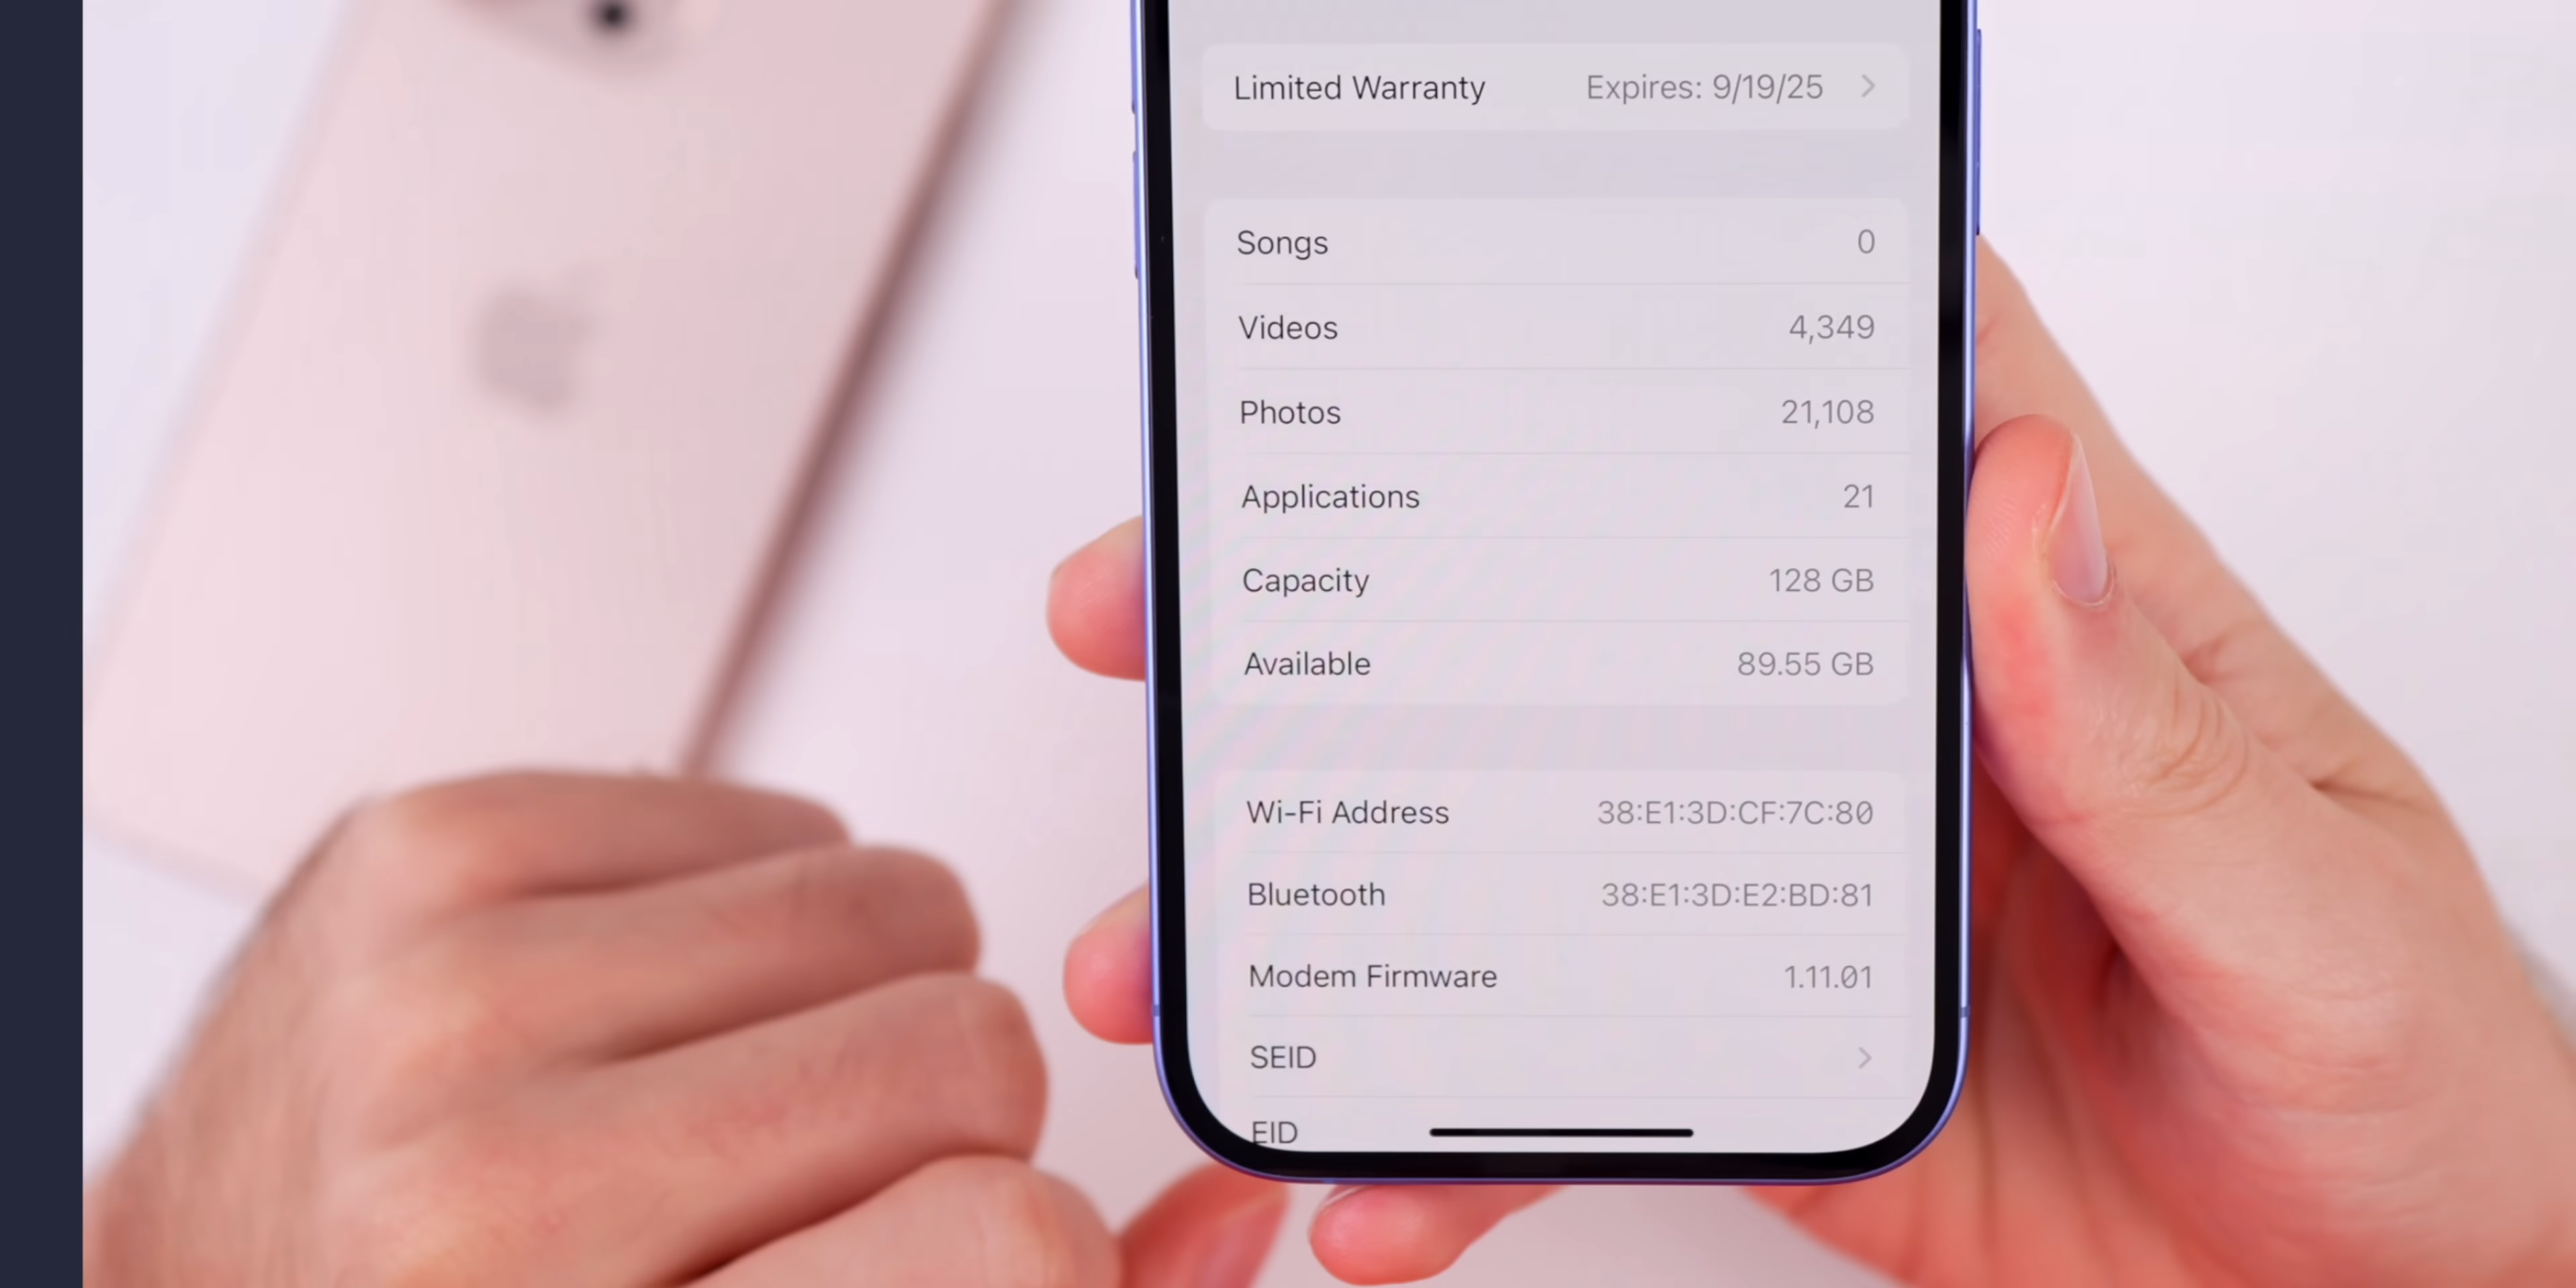 Limited Warranty Expires: 9/19/25
Songs 0
Videos 4,349
Photos 21,108
Applications 21
Capacity 128 GB
Available 89.55 GB
Wi-Fi Address 38:E1:3D:CF:7C:80
Bluetooth 38:E1:3D:E2:BD:81
Modem Firmware 1.11.01
SEID
EID